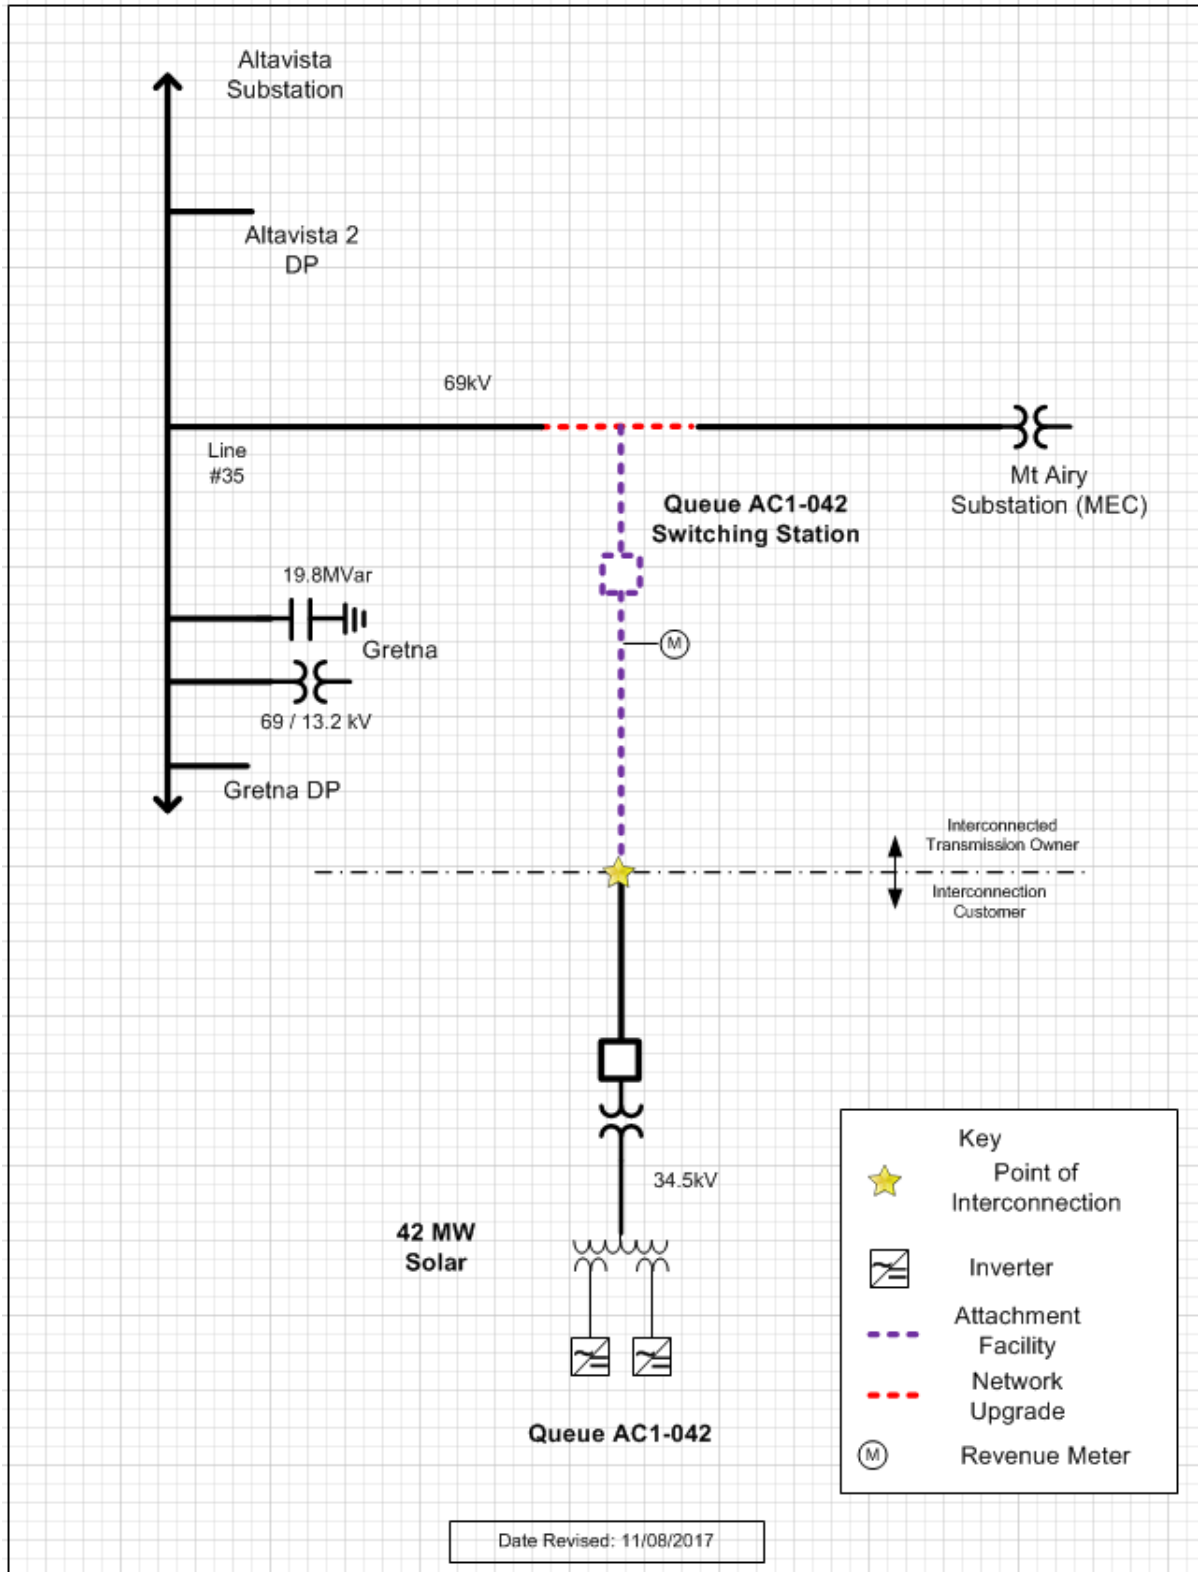 Altavista
Substation
Altavista 2
DP
69kV
Line
#35
Mt Airy
Substation (MEC)
Queue AC1-042
Switching Station
19.8MVar
Gretna
M
69 / 13.2 kV
Gretna DP
Interconnected
Transmission Owner
Interconnection
Customer
34.5kV
42 MW
Solar
Queue AC1-042
Key
Point of
Interconnection
Inverter
Attachment
Facility
Network
Upgrade
M
Revenue Meter
Date Revised: 11/08/2017